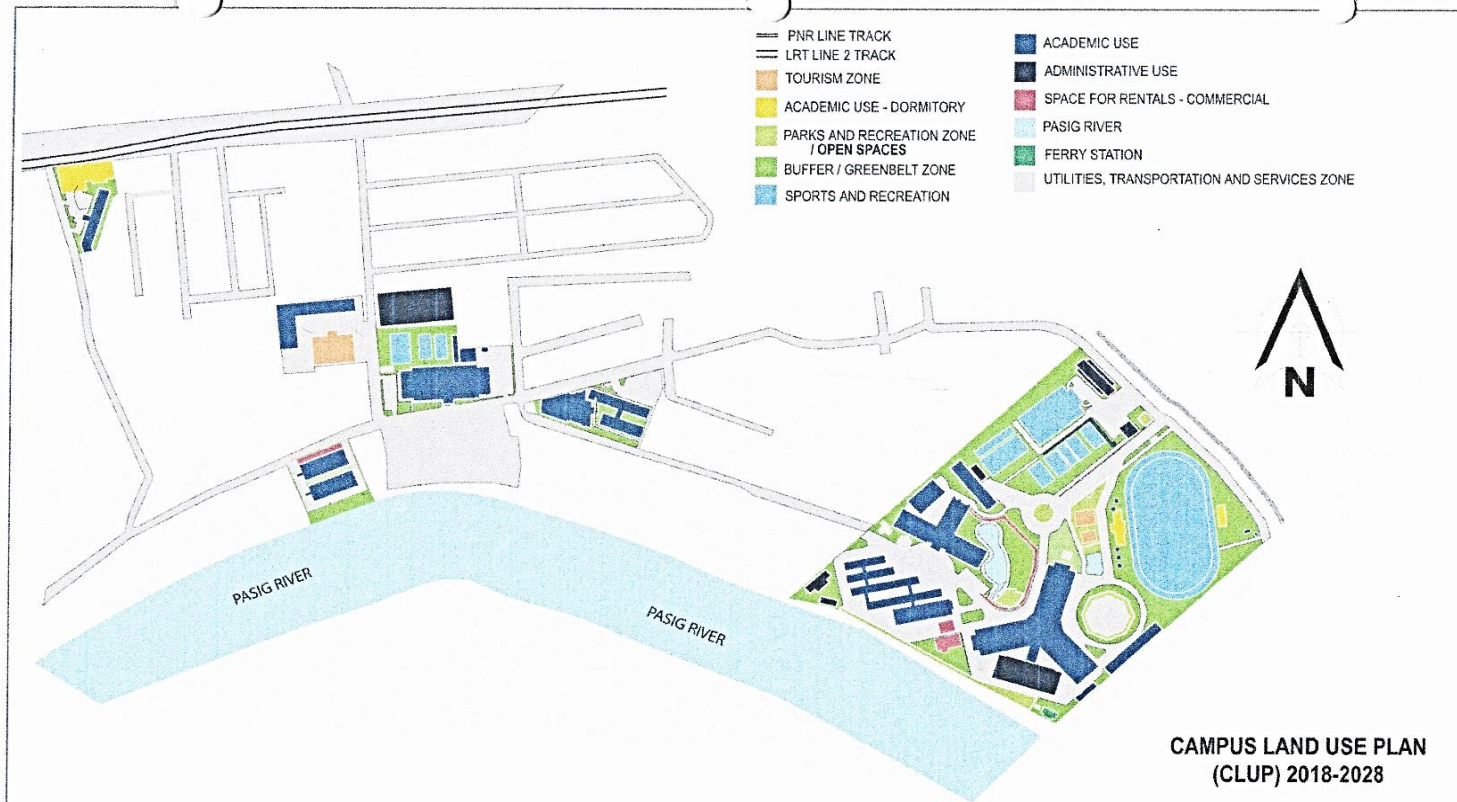 PNR LINE TRACK
LRT LINE 2 TRACK
TOURISM ZONE
ACADEMIC USE - DORMITORY
PARKS AND RECREATION ZONE
/ OPEN SPACES
BUFFER / GREENBELT ZONE
SPORTS AND RECREATION
ACADEMIC USE
ADMINISTRATIVE USE
SPACE FOR RENTALS - COMMERCIAL
PASIG RIVER
FERRY STATION
UTILITIES, TRANSPORTATION AND SERVICES ZONE
N
PASIG RIVER
PASIG RIVER
CAMPUS LAND USE PLAN
(CLUP) 2018-2028